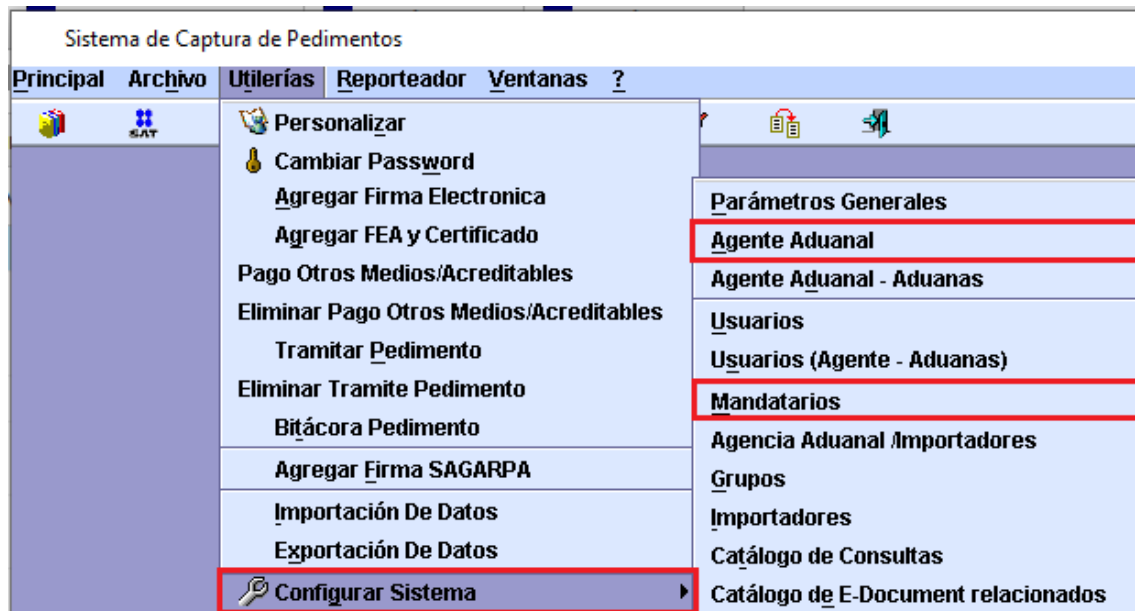 Sistema de Captura de Pedimentos
Principal Archivo Utilerías Reporteador Ventanas ?
SAT
Personalizar
Cambiar Password
Agregar Firma Electronica
Agregar FEA y Certificado
Pago Otros Medios/Acreditables
Eliminar Pago Otros Medios/Acreditables
Tramitar Pedimento
Eliminar Tramite Pedimento
Bitácora Pedimento
Agregar Firma SAGARPA
Importación De Datos
Exportación De Datos
Configurar Sistema
Parámetros Generales
Agente Aduanal
Agente Aduanal - Aduanas
Usuarios
Usuarios (Agente - Aduanas)
Mandatarios
Agencia Aduanal /Importadores
Grupos
Importadores
Catálogo de Consultas
Catálogo de E-Document relacionados